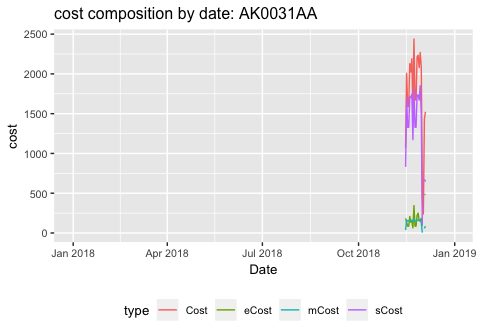 cost composition by date: AK0031AA
2500
2000
1500
1000
500
0
cost
Jan 2018 Apr 2018 Jul 2018 Oct 2018 Jan 2019
Date
type Cost eCost mCost sCost